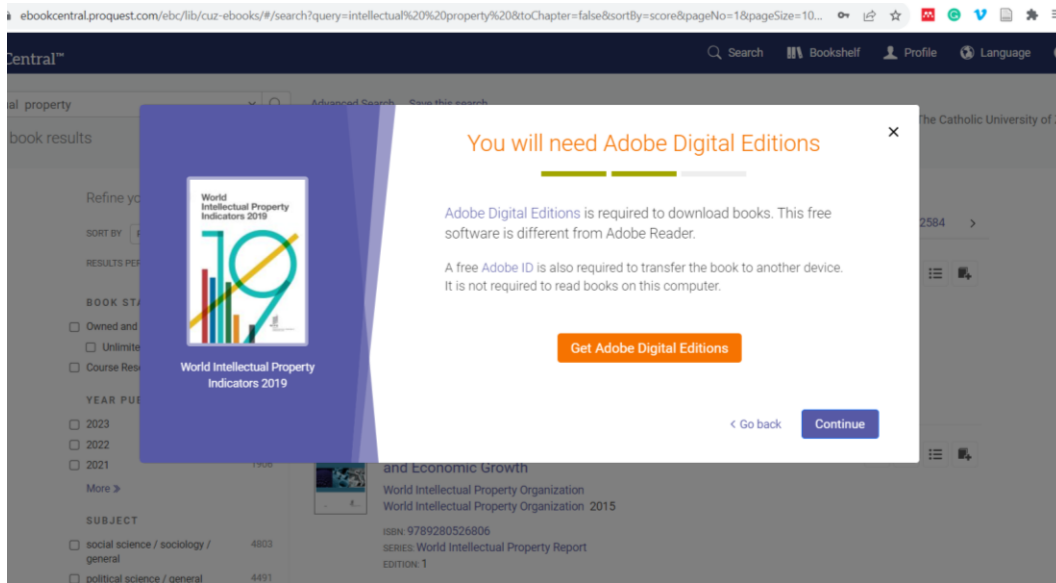 ebookcentral.proquest.com/ebc/lib/cuz-ebooks/#/search?query=intellectual%20%20property%20&toChapter=false&sortBy=score&pageNo=1&pageSize=10...
Central™
Search
Bookshelf
Profile
Language
al property
Advanced Search
Save this search
book results
The Catholic University of
You will need Adobe Digital Editions
World
Intellectual Property
Indicators 2019
Adobe Digital Editions is required to download books. This free
software is different from Adobe Reader.
A free Adobe ID is also required to transfer the book to another device.
It is not required to read books on this computer.
Get Adobe Digital Editions
World Intellectual Property
Indicators 2019
< Go back
Continue
Refine yo
SORT BY
RESULTS PER
2584
BOOK STA
Owned and
Unlimite
Course Res
YEAR PU
2023
2022
2021
1906
More
SUBJECT
social science / sociology /
general
4803
political science / general
4491
and Economic Growth
World Intellectual Property Organization
World Intellectual Property Organization 2015
ISBN: 9789280526806
SERIES: World Intellectual Property Report
EDITION: 1